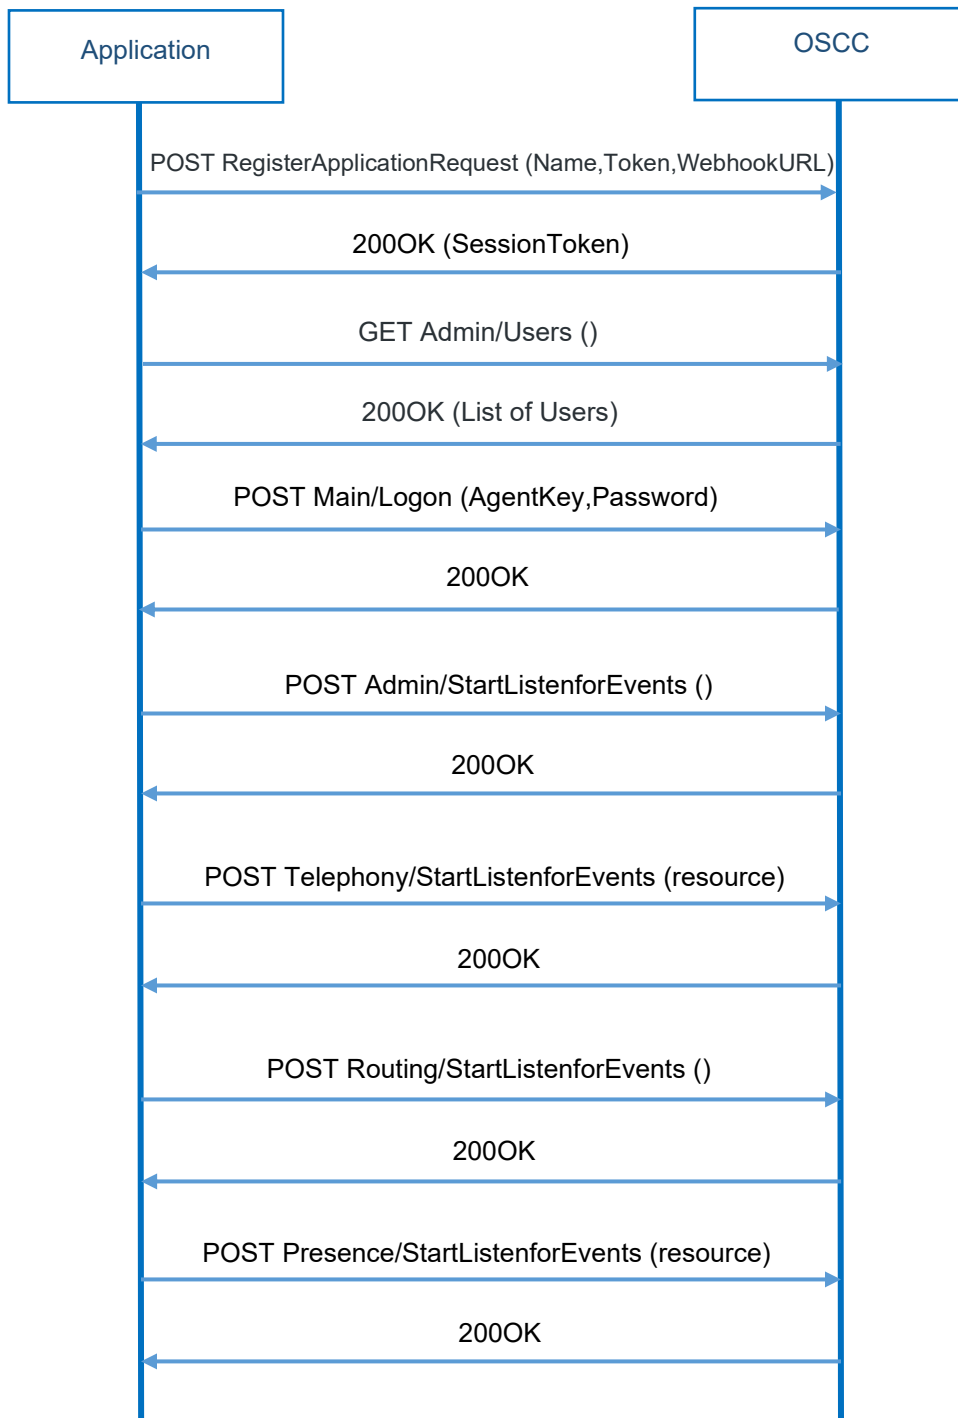 Application
OSCC
POST RegisterApplicationRequest (Name,Token,WebhookURL)
200OK (SessionToken)
GET Admin/Users ()
200OK (List of Users)
POST Main/Logon (AgentKey,Password)
200OK
POST Admin/StartListenforEvents ()
200OK
POST Telephony/StartListenforEvents (resource)
200OK
POST Routing/StartListenforEvents ()
200OK
POST Presence/StartListenforEvents (resource)
200OK